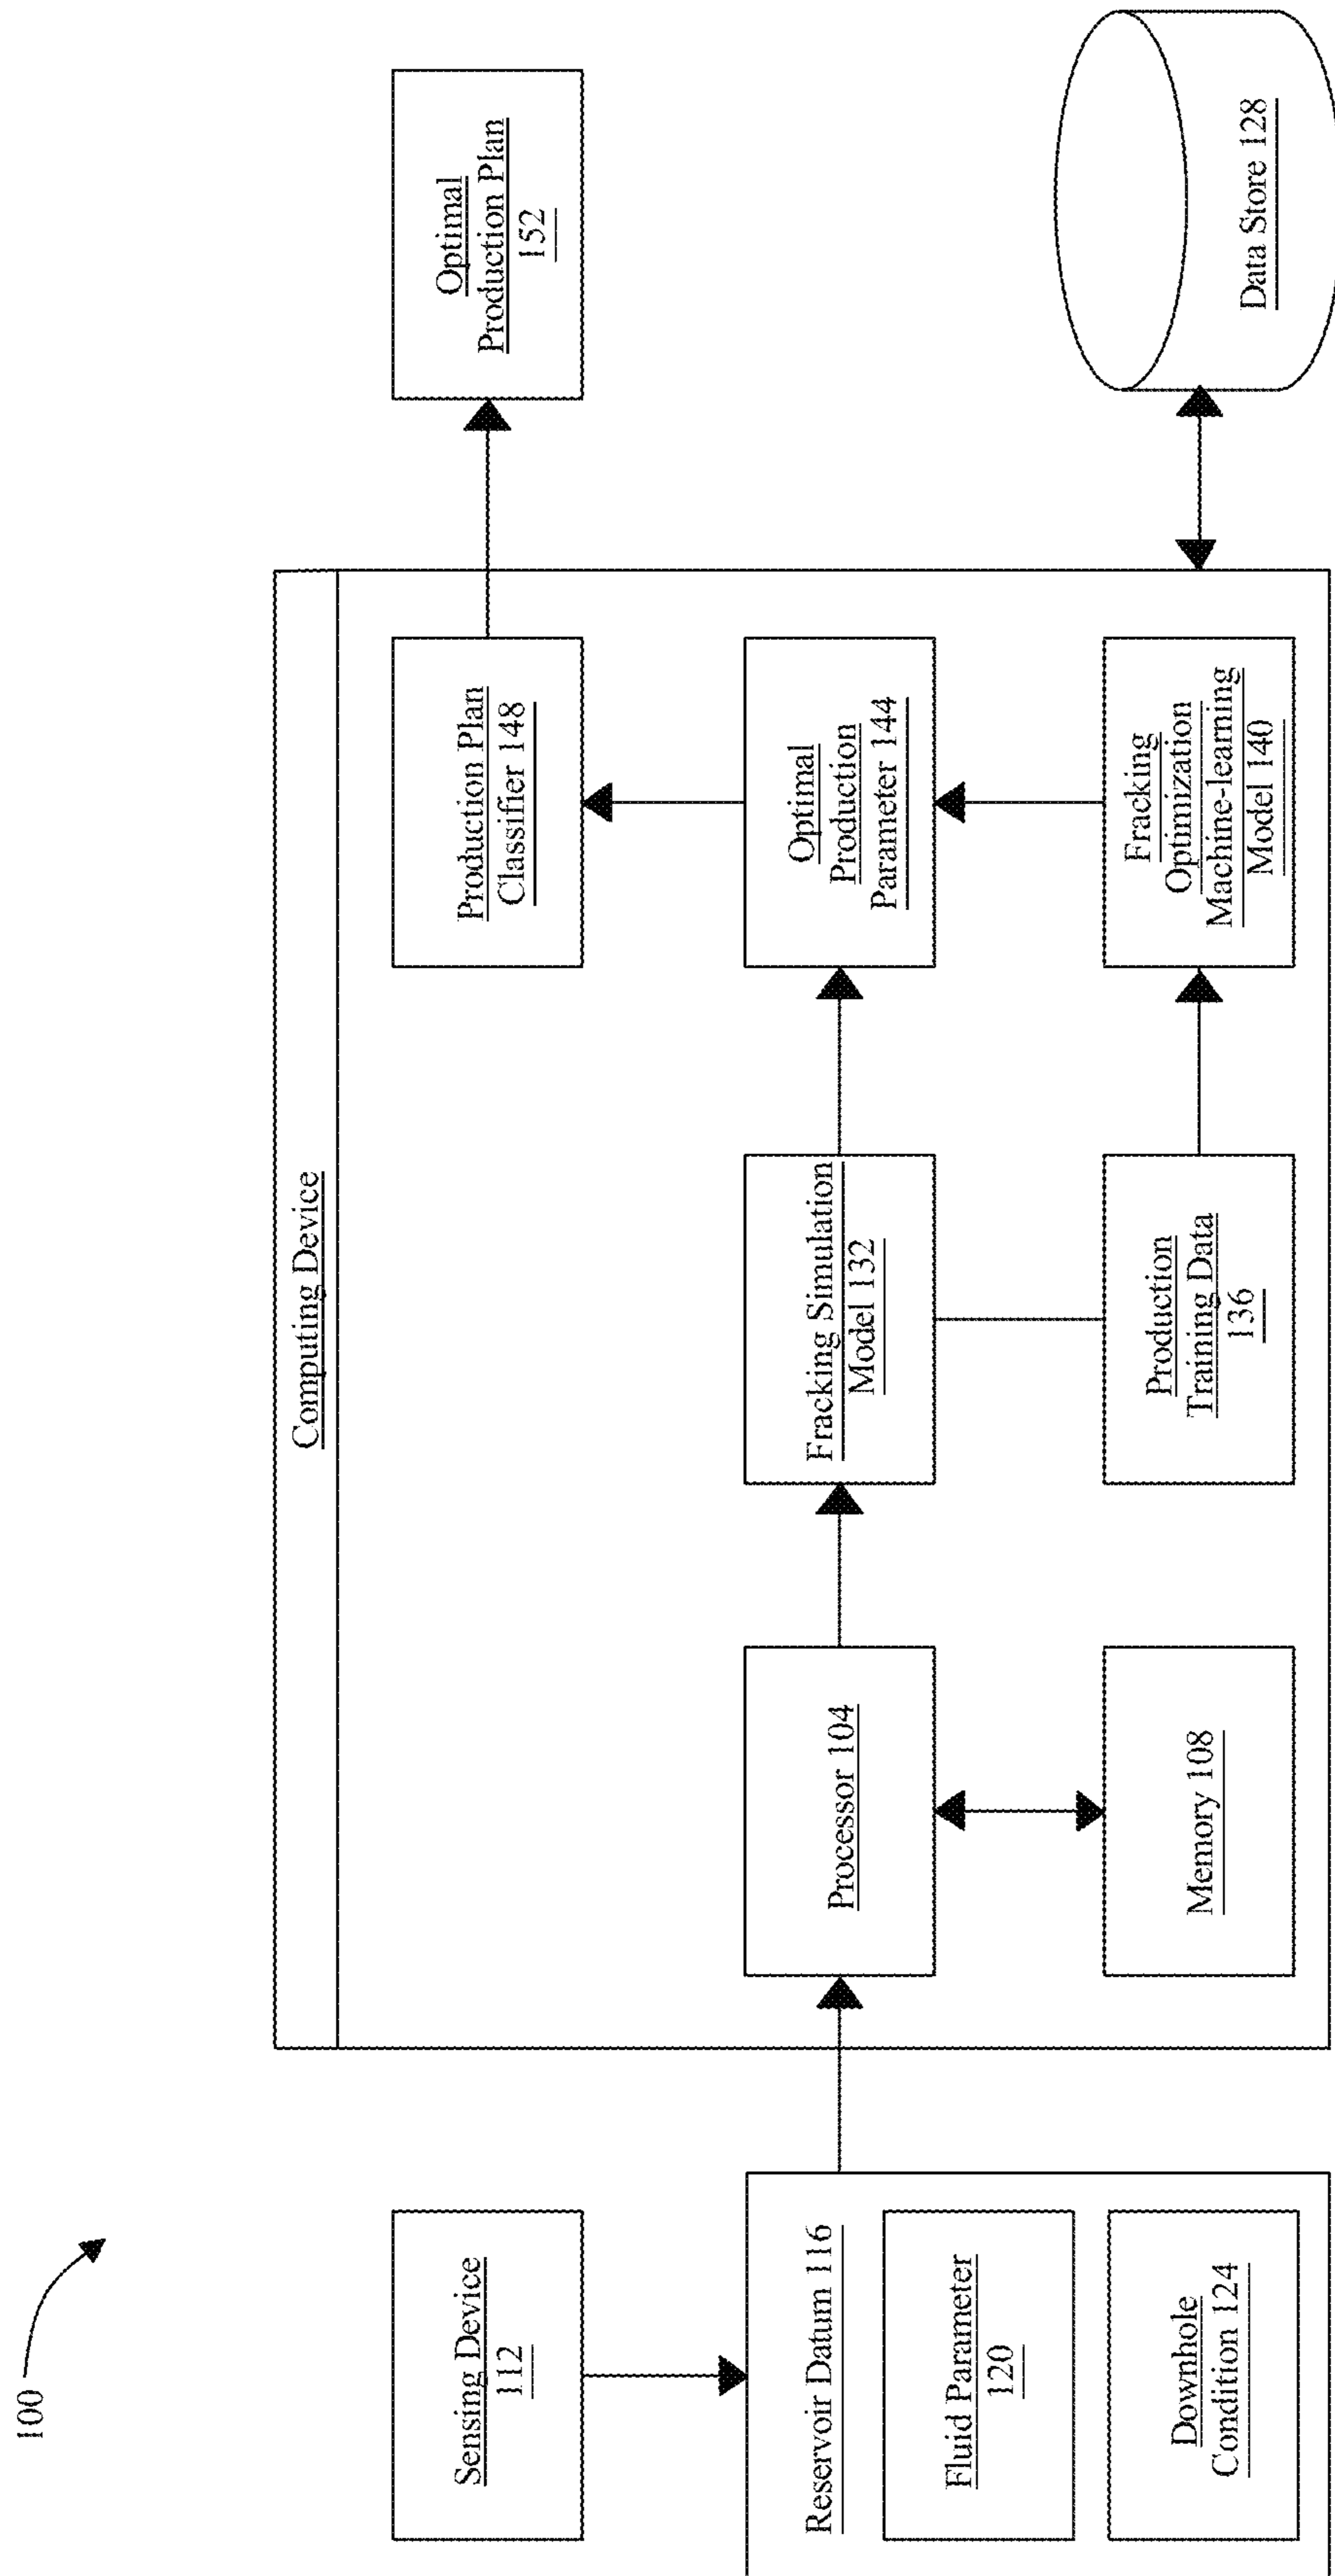 100
Sensing Device
112
Reservoir Datum 116
Fluid Parameter
120
Downhole
Condition 124
Computing Device
Processor 104
Memory 108
Fracking Simulation
Model 132
Production
Training Data
136
Production Plan
Classifier 148
Optimal
Production
Parameter 144
Fracking
Optimization
Machine-learning
Model 140
Optimal
Production Plan
152
Data Store 128